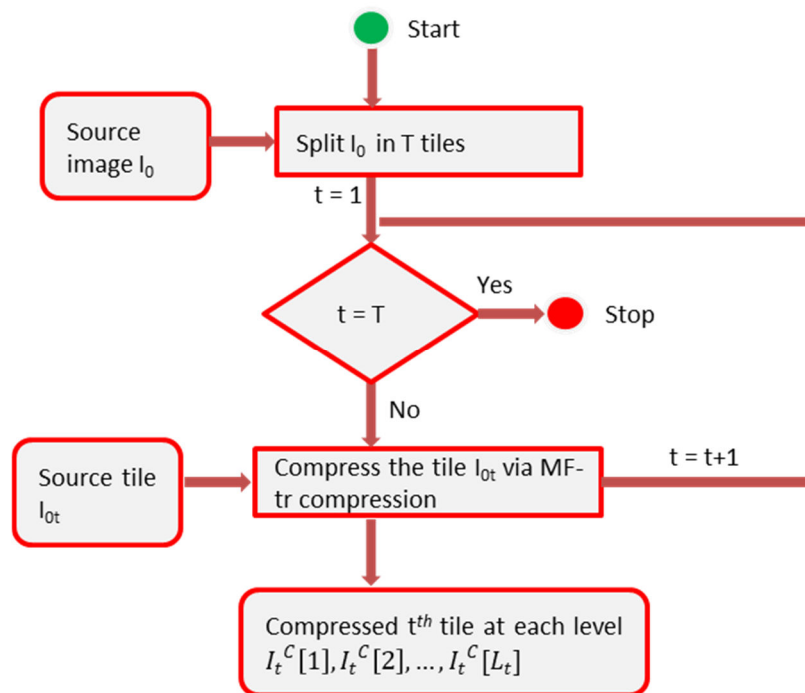 Start
Source
image I₀
Split I₀ in T tiles
t = 1
t = T
Yes
Stop
No
Source tile
I₀ₜ
Compress the tile I₀ₜ via MF-
tr compression
t = t+1
Compressed tᵗʰ tile at each level
Iₜᶜ[1], Iₜᶜ[2], ..., Iₜᶜ[Lₜ]